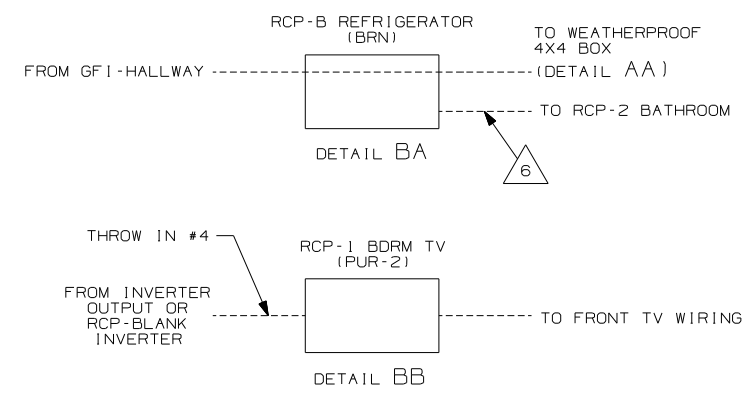 RCP-B REFRIGERATOR
(BRN)
TO WEATHERPROOF
4X4 BOX
(DETAIL AA)
FROM GFI-HALLWAY
TO RCP-2 BATHROOM
DETAIL BA
6
THROW IN #4
RCP-1 BDRM TV
(PUR-2)
FROM INVERTER
OUTPUT OR
RCP-BLANK
INVERTER
TO FRONT TV WIRING
DETAIL BB